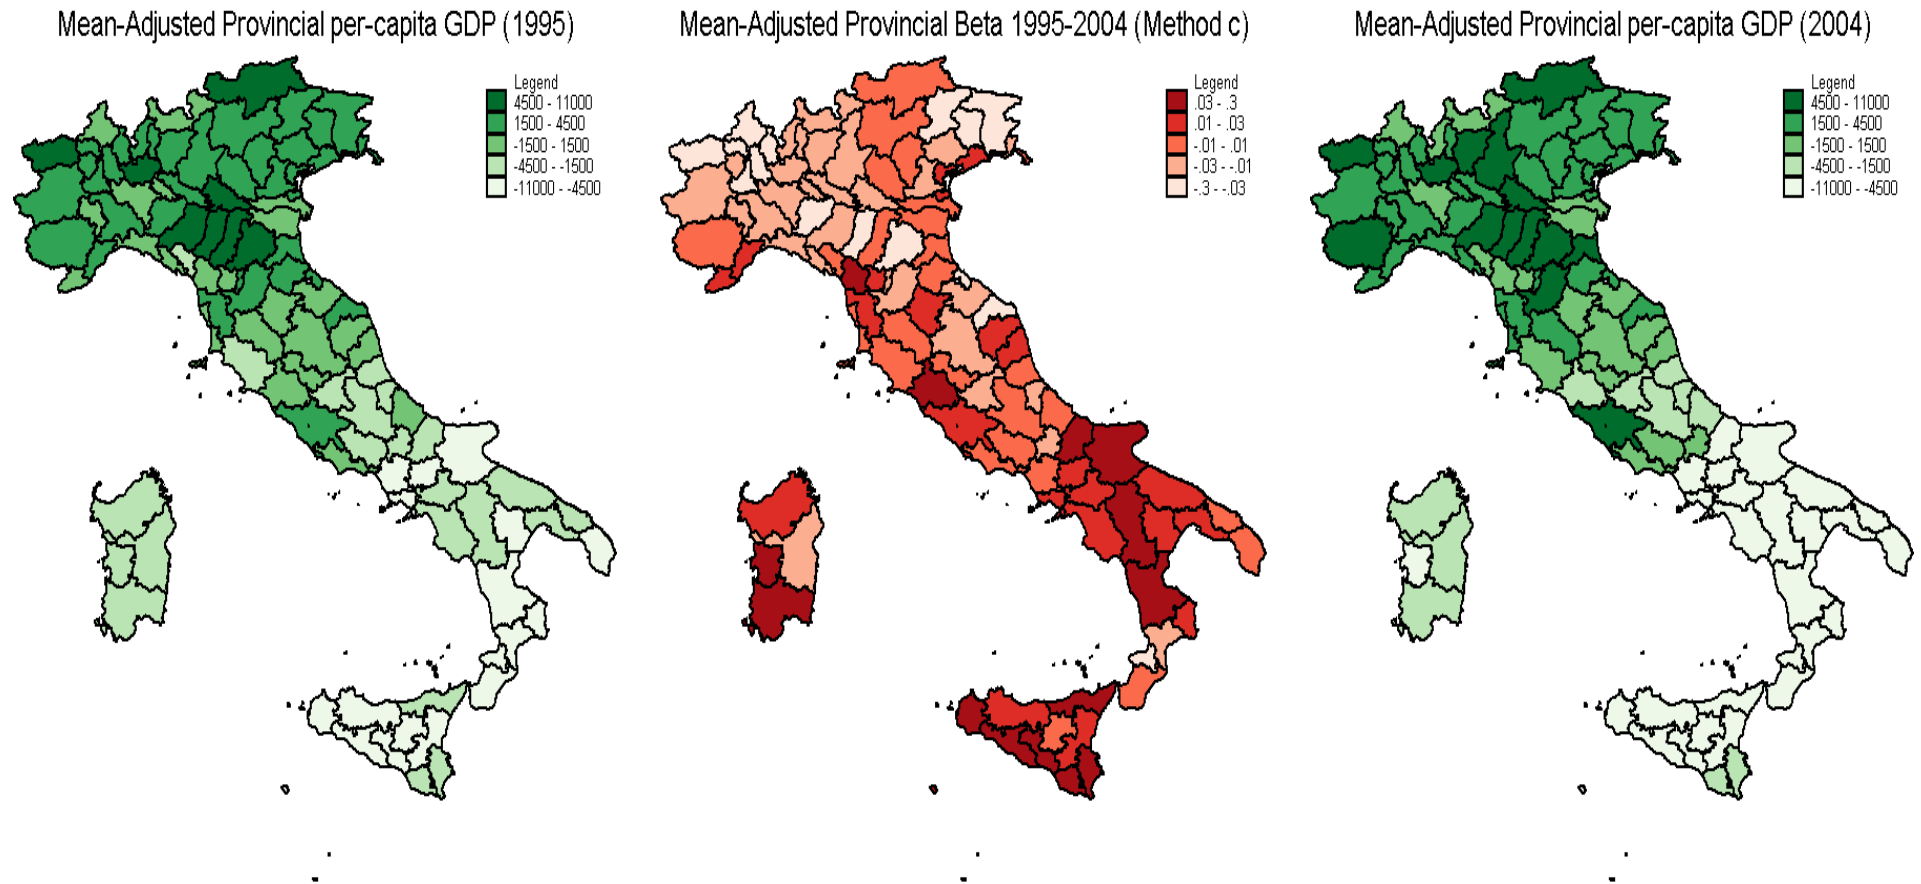 Mean-Adjusted Provincial per-capita GDP (1995)
Legend
4500 - 11000
1500 - 4500
-1500 - 1500
-4500 - -1500
-11000 - -4500
Mean-Adjusted Provincial Beta 1995-2004 (Method c)
Legend
.03 - .3
.01 - .03
-.01 - .01
-.03 - -.01
-.3 - -.03
Mean-Adjusted Provincial per-capita GDP (2004)
Legend
4500 - 11000
1500 - 4500
-1500 - 1500
-4500 - -1500
-11000 - -4500